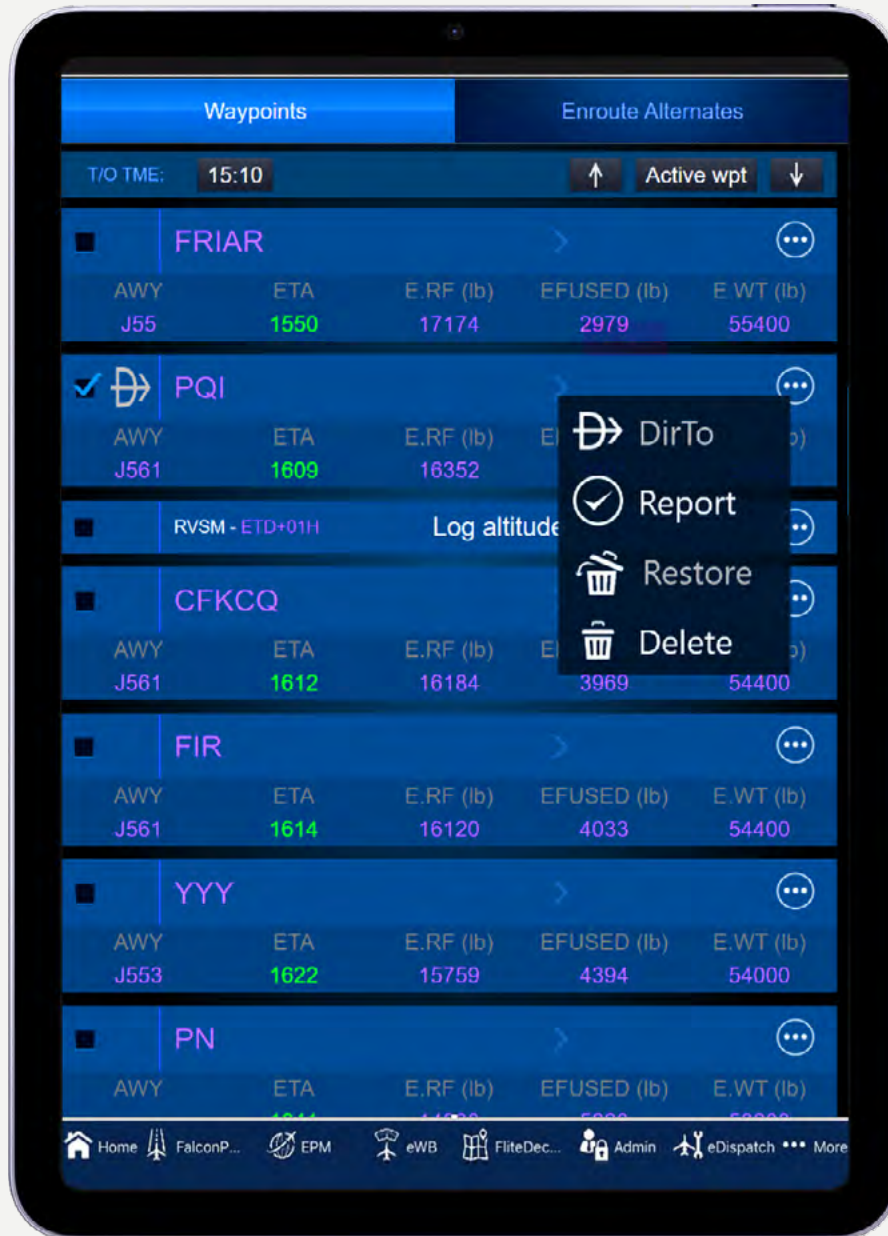 Waypoints Enroute Alternates
T/O TME: 15:10 Active wpt
FRIAR
AWY ETA E.RF (lb) EFUSED (lb) E.WT (lb)
J55 1550 17174 2979 55400
PQI
AWY ETA E.RF (lb)
J561 1609 16352
DirTo
Report
Restore
Delete
RVSM - ETD+01H Log altitude
CFKCQ
AWY ETA E.RF (lb)
J561 1612 16184 3969 54400
FIR
AWY ETA E.RF (lb) EFUSED (lb) E.WT (lb)
J561 1614 16120 4033 54400
YYY
AWY ETA E.RF (lb) EFUSED (lb) E.WT (lb)
J553 1622 15759 4394 54000
PN
AWY ETA E.RF (lb) EFUSED (lb) E.WT (lb)
Home FalconP... EPM eWB FliteDec... Admin eDispatch More